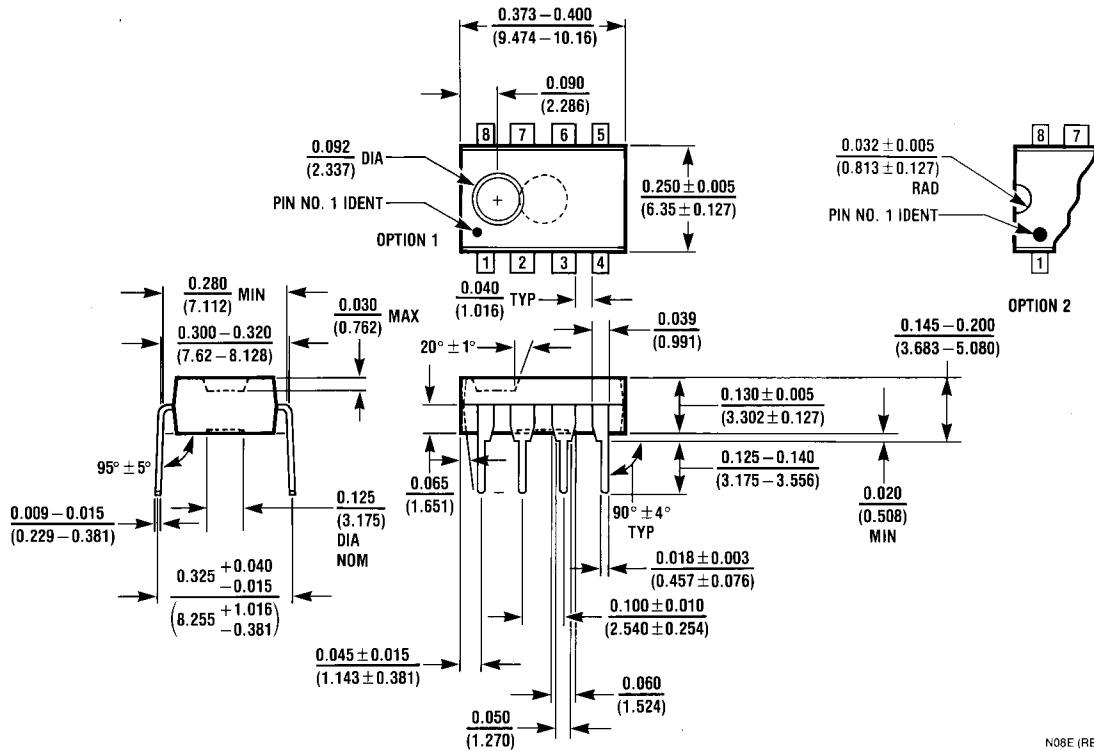 0.373 – 0.400
(9.474 – 10.16)
0.090
(2.286)
8 7 6 5
0.092 DIA
(2.337)
PIN NO. 1 IDENT
OPTION 1
0.250 ± 0.005
(6.35 ± 0.127)
1 2 3 4
0.032 ± 0.005
(0.813 ± 0.127)
RAD
PIN NO. 1 IDENT
8 7
1
OPTION 2
0.280 MIN
(7.112)
0.300 – 0.320
(7.62 – 8.128)
0.030 MAX
(0.762)
0.040 TYP
(1.016)
0.039
(0.991)
20° ± 1°
0.145 – 0.200
(3.683 – 5.080)
0.130 ± 0.005
(3.302 ± 0.127)
0.125 – 0.140
(3.175 – 3.556)
0.020
(0.508)
MIN
95° ± 5°
0.009 – 0.015
(0.229 – 0.381)
0.125
(3.175)
DIA
NOM
0.065
(1.651)
90° ± 4°
TYP
0.018 ± 0.003
(0.457 ± 0.076)
0.325 +0.040
–0.015
(8.255 +1.016
–0.381)
0.100 ± 0.010
(2.540 ± 0.254)
0.045 ± 0.015
(1.143 ± 0.381)
0.060
(1.524)
0.050
(1.270)
N08E (RE